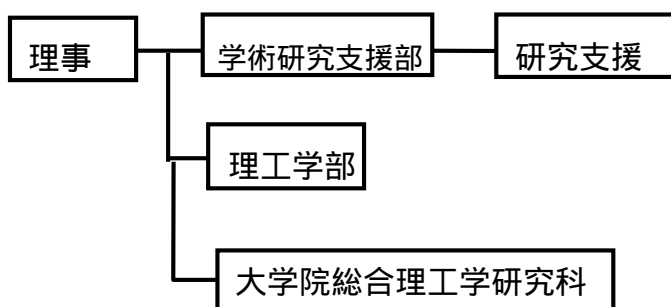 理事
学術研究支援部
研究支援
理工学部
大学院総合理工学研究科